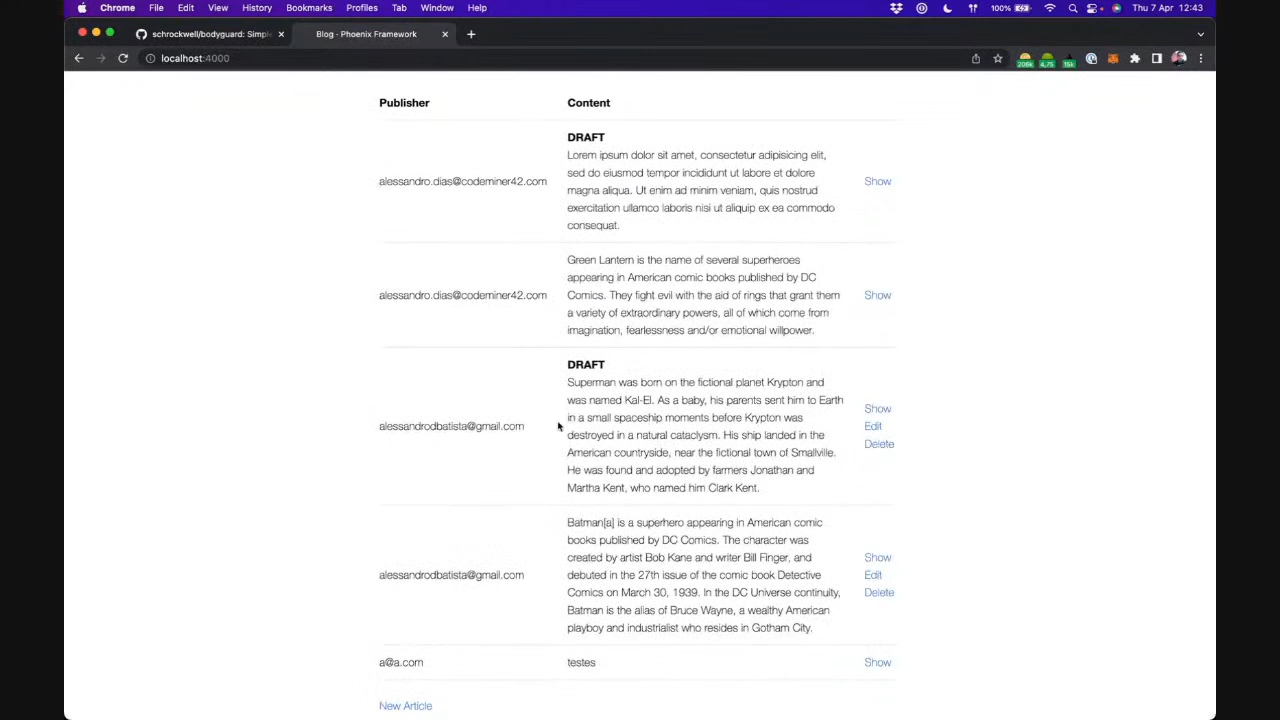 Chrome File Edit View History Bookmarks Profiles Tab Window Help 100% Thu 7 Apr 12:43
schrockwell/bodyguard: Simple Blog - Phoenix Framework
localhost:4000 206k 4,75 15k
Publisher Content
DRAFT
Lorem ipsum dolor sit amet, consectetur adipisicing elit,
sed do eiusmod tempor incididunt ut labore et dolore
alessandro.dias@codeminer42.com magna aliqua. Ut enim ad minim veniam, quis nostrud Show
exercitation ullamco laboris nisi ut aliquip ex ea commodo
consequat.
Green Lantern is the name of several superheroes
appearing in American comic books published by DC
alessandro.dias@codeminer42.com Comics. They fight evil with the aid of rings that grant them Show
a variety of extraordinary powers, all of which come from
imagination, fearlessness and/or emotional willpower.
DRAFT
Superman was born on the fictional planet Krypton and
was named Kal-El. As a baby, his parents sent him to Earth Show
in a small spaceship moments before Krypton was
alessandrodbatista@gmail.com destroyed in a natural cataclysm. His ship landed in the Edit
American countryside, near the fictional town of Smallville. Delete
He was found and adopted by farmers Jonathan and
Martha Kent, who named him Clark Kent.
Batman[a] is a superhero appearing in American comic
books published by DC Comics. The character was
created by artist Bob Kane and writer Bill Finger, and Show
alessandrodbatista@gmail.com debuted in the 27th issue of the comic book Detective Edit
Comics on March 30, 1939. In the DC Universe continuity, Delete
Batman is the alias of Bruce Wayne, a wealthy American
playboy and industrialist who resides in Gotham City.
a@a.com testes Show
New Article